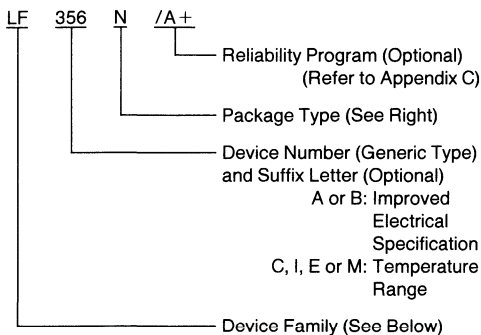 LF 356 N /A+
Reliability Program (Optional)
(Refer to Appendix C)
Package Type (See Right)
Device Number (Generic Type)
and Suffix Letter (Optional)
A or B: Improved
Electrical
Specification
C, I, E or M: Temperature
Range
Device Family (See Below)